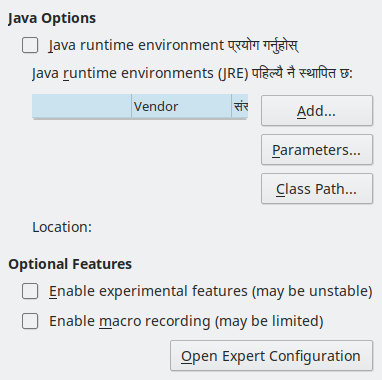 Java Options
Java runtime environment प्रयोग गर्नुहोस्
Java runtime environments (JRE) पहिल्यै नै स्थापित छ:
Vendor
Add...
Parameters...
Class Path...
Location:
Optional Features
Enable experimental features (may be unstable)
Enable macro recording (may be limited)
Open Expert Configuration